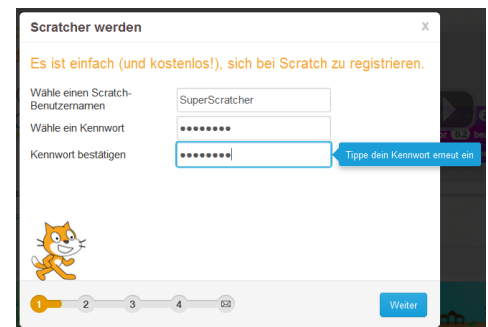 Scratcher werden X
Es ist einfach (und kostenlos!), sich bei Scratch zu registrieren.
Wähle einen Scratch-
Benutzernamen
SuperScratcher
Wähle ein Kennwort
Kennwort bestätigen
Tippe dein Kennwort erneut ein
1 2 3 4
Weiter